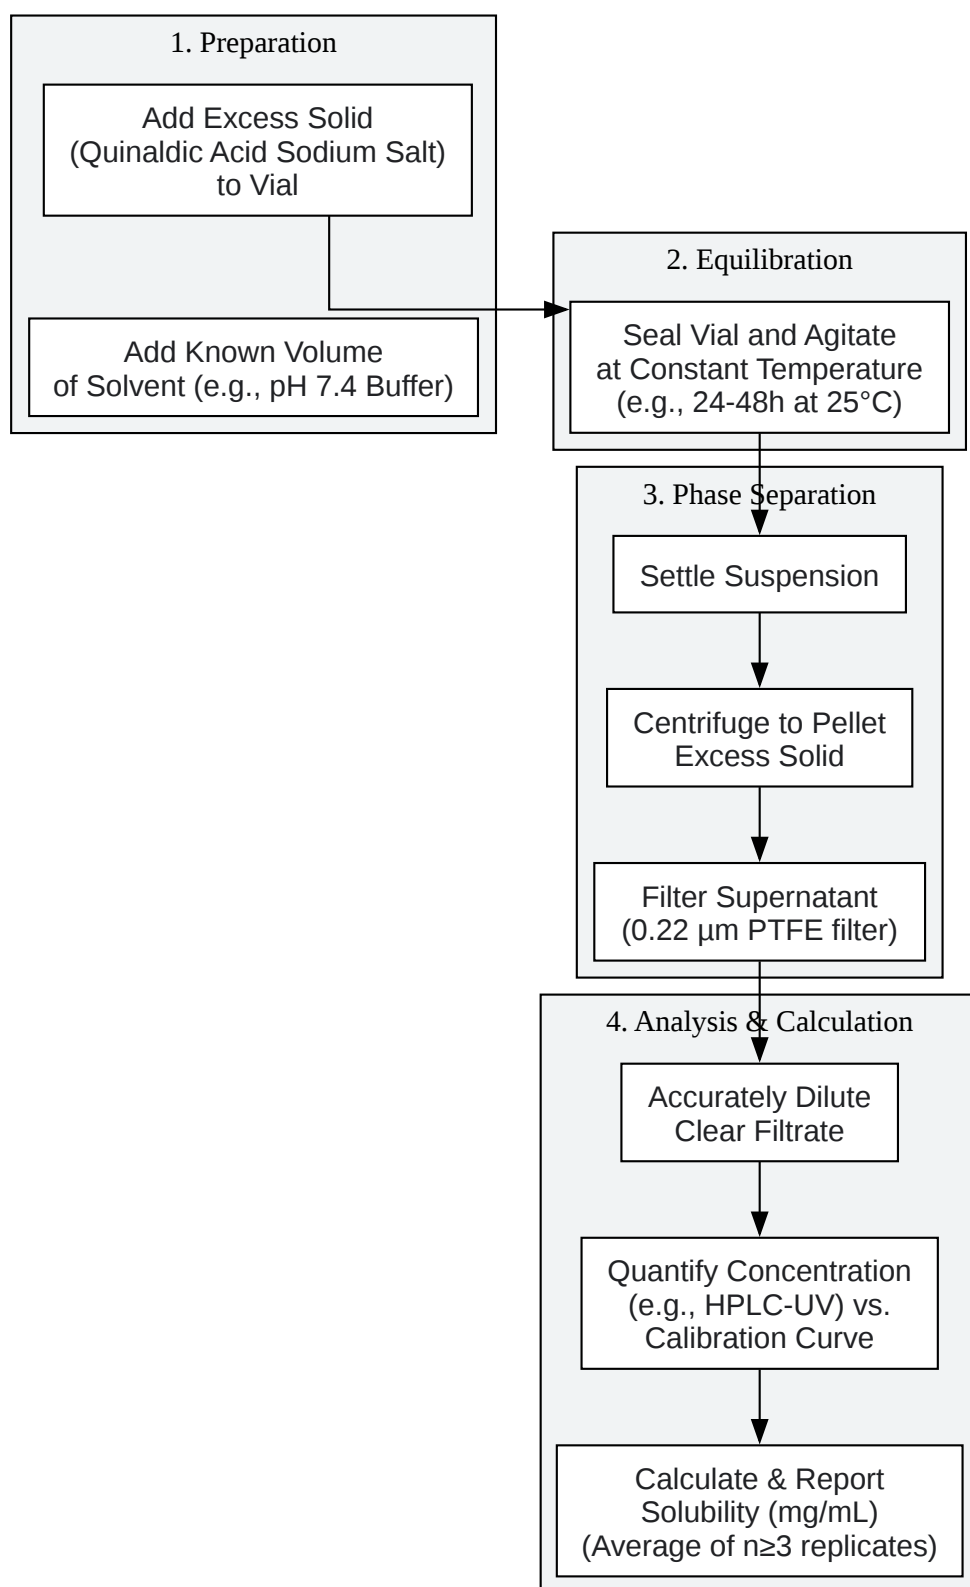 1. Preparation
Add Excess Solid
(Quinaldic Acid Sodium Salt)
to Vial
Add Known Volume
of Solvent (e.g., pH 7.4 Buffer)
2. Equilibration
Seal Vial and Agitate
at Constant Temperature
(e.g., 24-48h at 25°C)
3. Phase Separation
Settle Suspension
Centrifuge to Pellet
Excess Solid
Filter Supernatant
(0.22 µm PTFE filter)
4. Analysis & Calculation
Accurately Dilute
Clear Filtrate
Quantify Concentration
(e.g., HPLC-UV) vs.
Calibration Curve
Calculate & Report
Solubility (mg/mL)
(Average of n≥3 replicates)